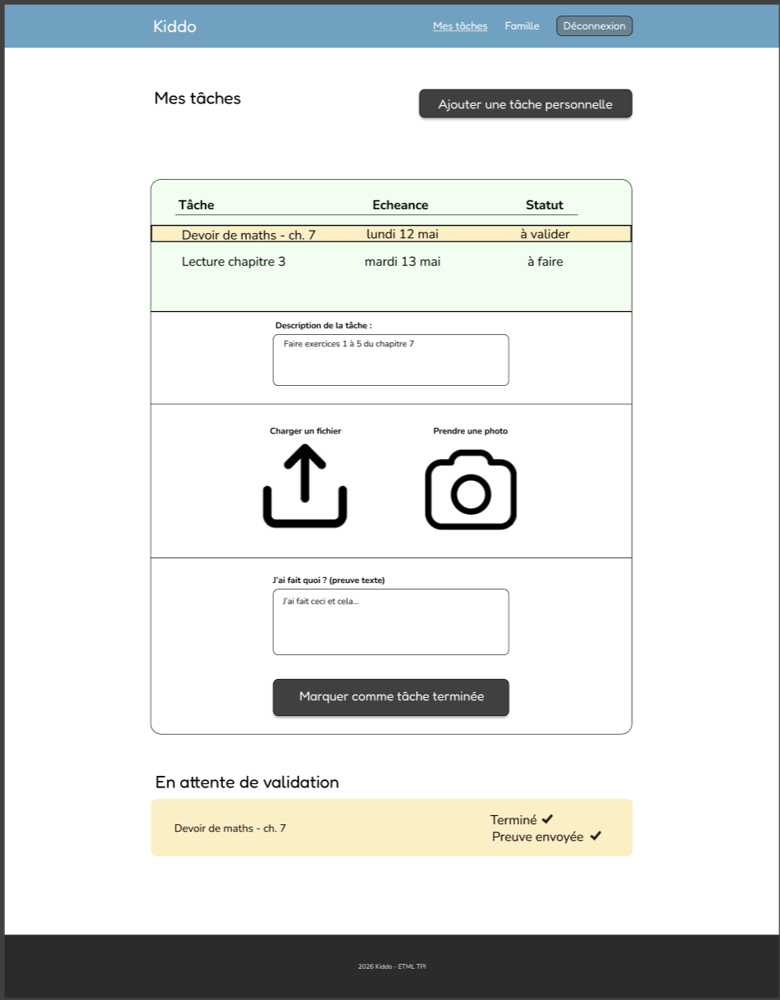 Kiddo
Mes tâches
Famille
Déconnexion
Mes tâches
Ajouter une tâche personnelle
Tâche
Echeance
Statut
Devoir de maths - ch. 7
lundi 12 mai
à valider
Lecture chapitre 3
mardi 13 mai
à faire
Description de la tâche :
Faire exercices 1 à 5 du chapitre 7
Charger un fichier
Prendre une photo
J'ai fait quoi ? (preuve texte)
J'ai fait ceci et cela...
Marquer comme tâche terminée
En attente de validation
Devoir de maths - ch. 7
Terminé ✔
Preuve envoyée ✔
2026 Kiddo - ETML TPI